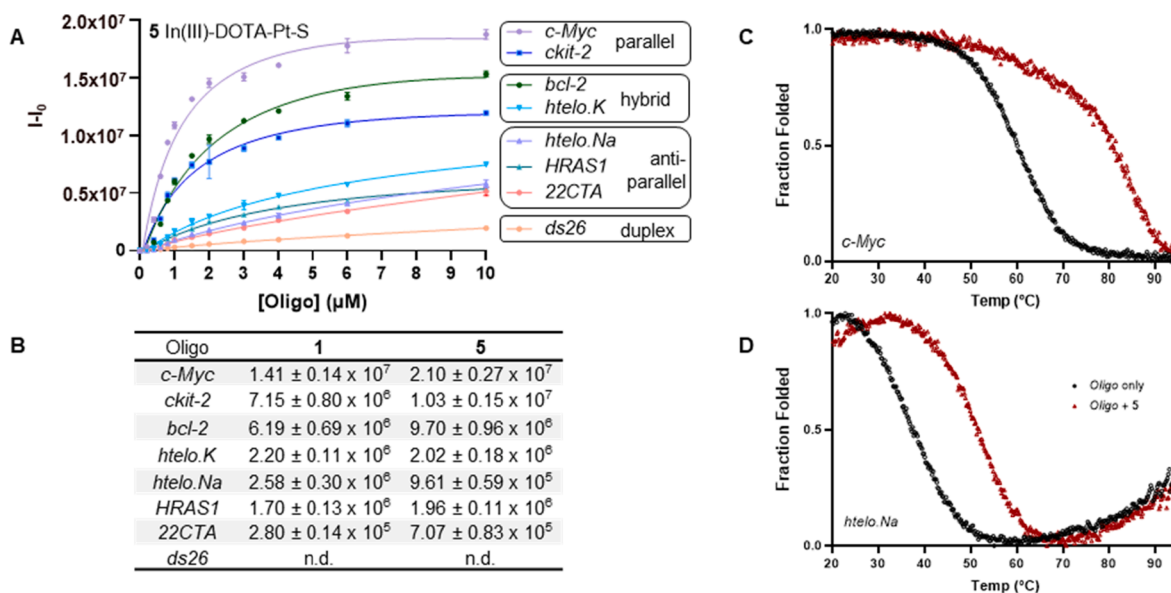 A
5 In(III)-DOTA-Pt-S
I-I0
2.0×10⁷
1.5×10⁷
1.0×10⁷
0.5×10⁷
0
0 1 2 3 4 5 6 7 8 9 10
[Oligo] (µM)
c-Myc parallel
ckit-2
bcl-2 hybrid
htelo.K
htelo.Na
HRAS1 anti-
parallel
22CTA
ds26 duplex
B
Oligo 1 5
c-Myc 1.41 ± 0.14 x 10⁷ 2.10 ± 0.27 x 10⁷
ckit-2 7.15 ± 0.80 x 10⁶ 1.03 ± 0.15 x 10⁷
bcl-2 6.19 ± 0.69 x 10⁶ 9.70 ± 0.96 x 10⁶
htelo.K 2.20 ± 0.11 x 10⁶ 2.02 ± 0.18 x 10⁶
htelo.Na 2.58 ± 0.30 x 10⁶ 9.61 ± 0.59 x 10⁵
HRAS1 1.70 ± 0.13 x 10⁶ 1.96 ± 0.11 x 10⁶
22CTA 2.80 ± 0.14 x 10⁵ 7.07 ± 0.83 x 10⁵
ds26 n.d. n.d.
C
Fraction Folded
1.0
0.5
0.0
c-Myc
20 30 40 50 60 70 80 90
Temp (°C)
D
Fraction Folded
1.0
0.5
0.0
Oligo only
Oligo + 5
htelo.Na
20 30 40 50 60 70 80 90
Temp (°C)